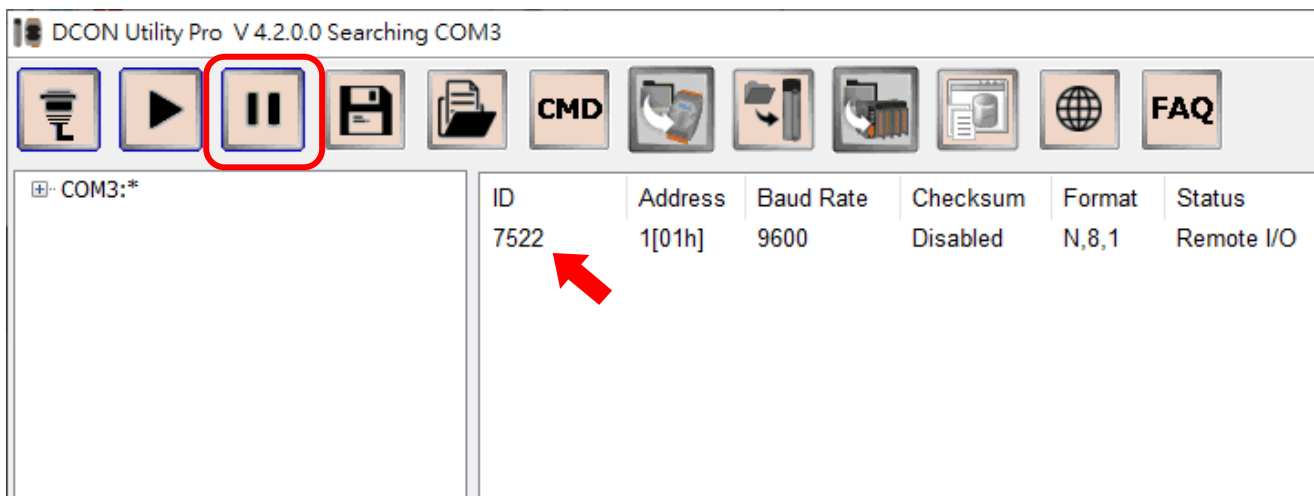 DCON Utility Pro  V 4.2.0.0 Searching COM3
CMD FAQ
COM3:*
ID Address Baud Rate Checksum Format Status
7522 1[01h] 9600 Disabled N,8,1 Remote I/O